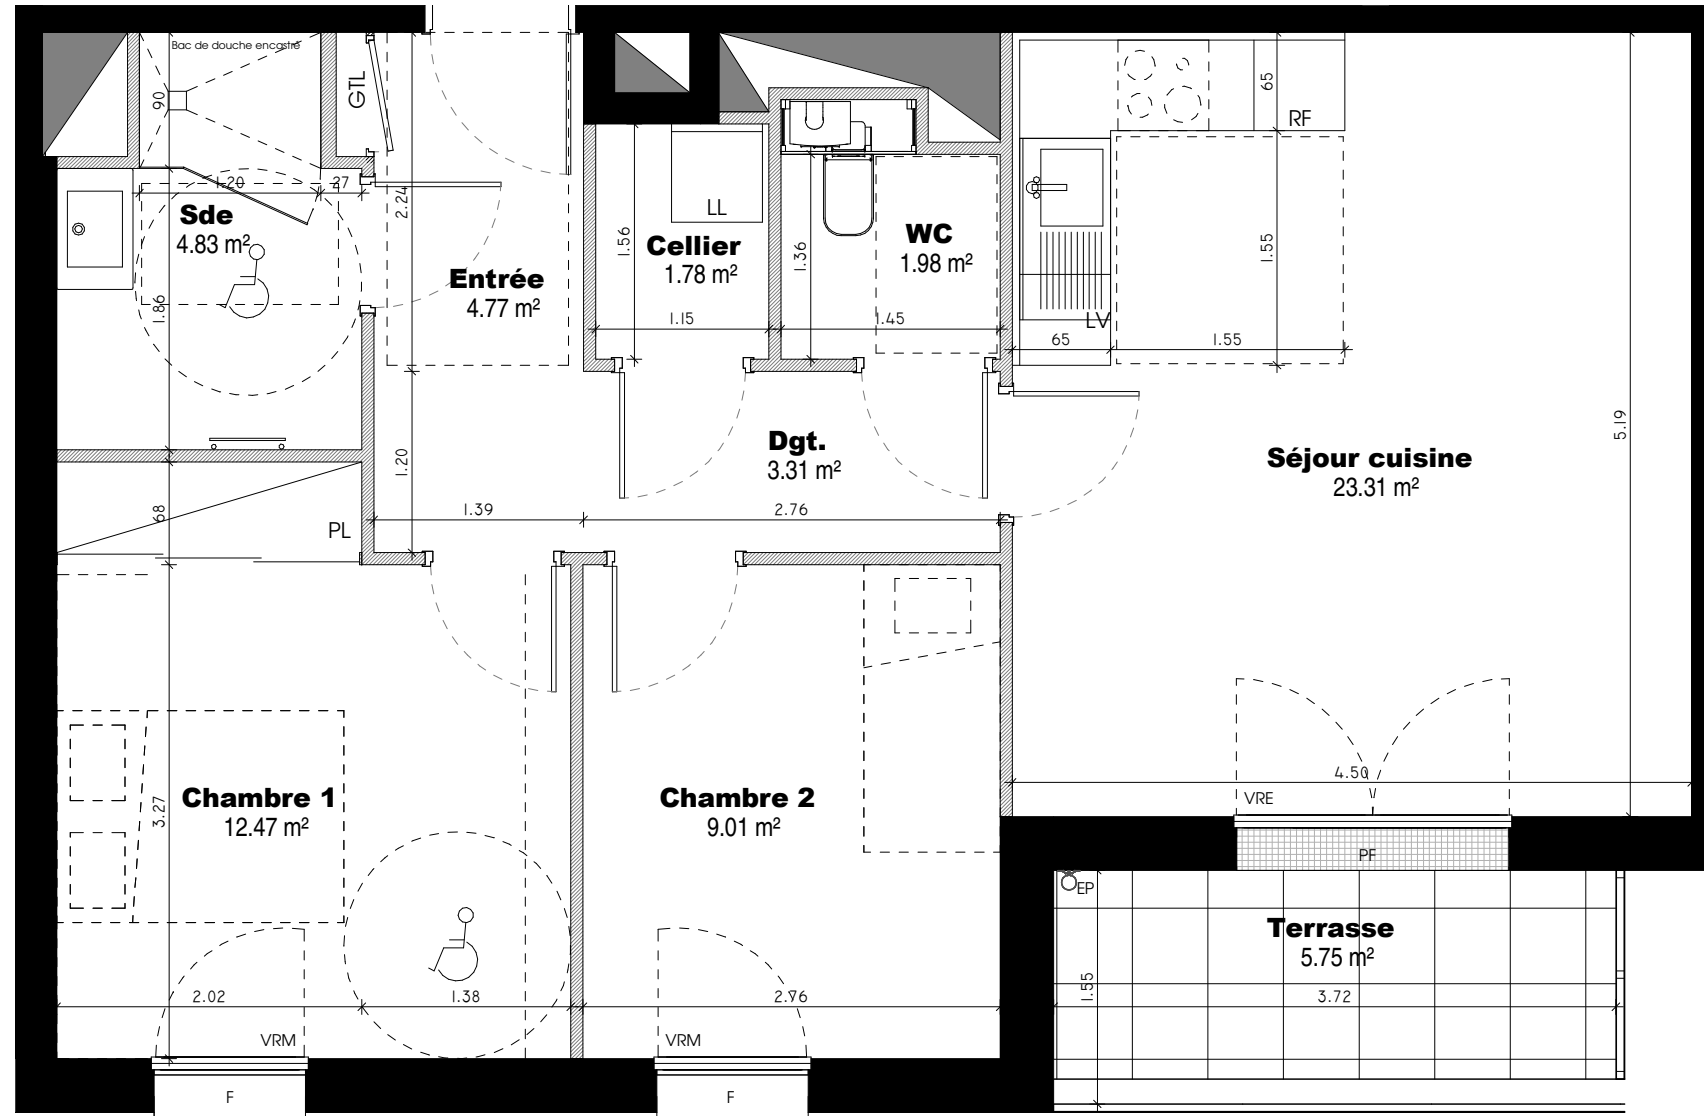 Bac de douche encastré
90
GTL
65
RF
1.20
27
2.24
LL
Sde
4.83 m²
1.56
Cellier
1.78 m²
1.36
WC
1.98 m²
1.55
Entrée
4.77 m²
1.86
1.15
1.45
LV
65
1.55
5.19
Dgt.
3.31 m²
1.20
Séjour cuisine
23.31 m²
68
PL
1.39
2.76
4.50
VRE
3.27
Chambre 1
12.47 m²
Chambre 2
9.01 m²
PF
EP
Terrasse
5.75 m²
1.55
2.02
1.38
2.76
3.72
VRM
VRM
F
F